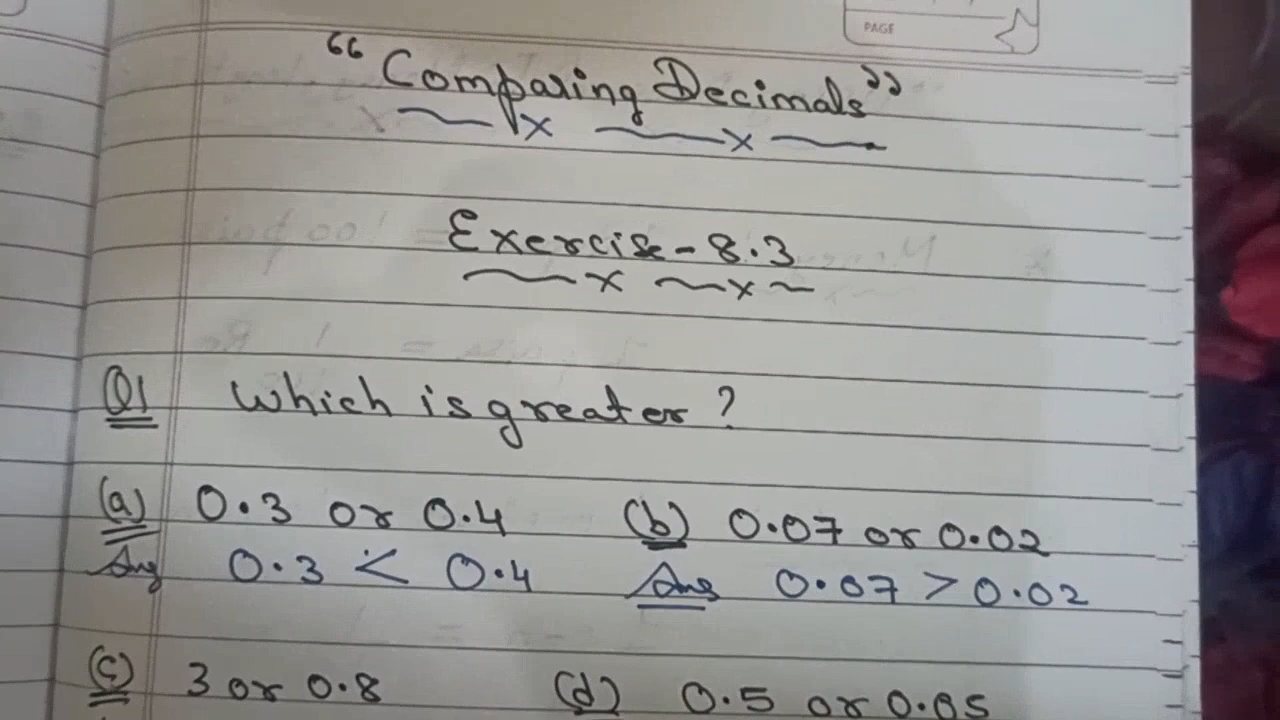 PAGE
“Comparing Decimals”
Exercise-8.3
Q1 Which is greater?
(a) 0.3 or 0.4 (b) 0.07 or 0.02
Ans 0.3 < 0.4 Ans 0.07 > 0.02
(c) 3 or 0.8 (d) 0.5 or 0.05